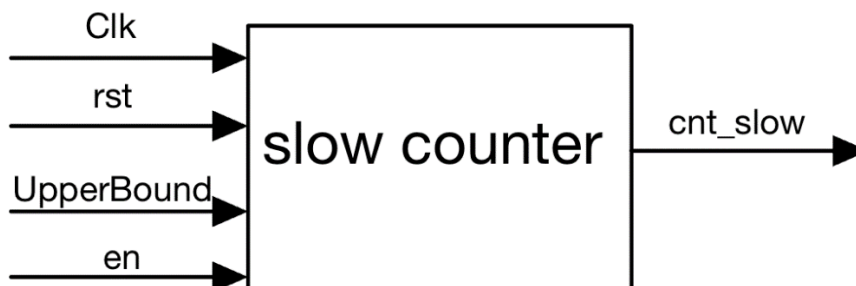 Clk
rst
UpperBound
en
slow counter
cnt_slow